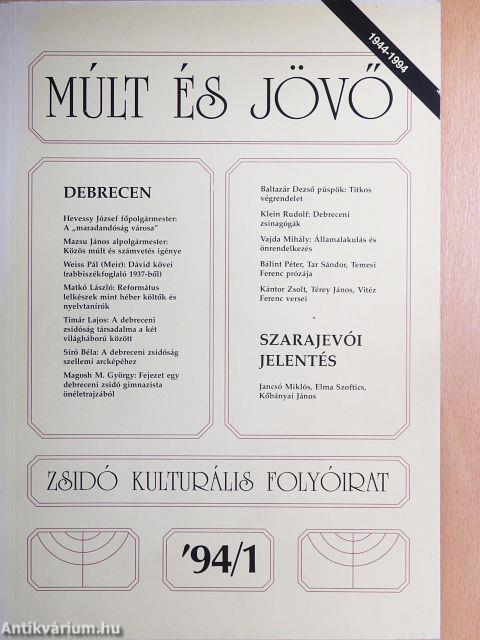 1944-1994
MÚLT ÉS JÖVŐ
DEBRECEN
Hevessy József főpolgármester:
A „maradandóság városa"
Mazsu János alpolgármester:
Közös múlt és számvetés igénye
Weiss Pál (Meir): Dávid kövei
(rabbiszékfoglaló 1937-ből)
Matkó László: Református
lelkészek mint héber költők és
nyelvtanírók
Timár Lajos: A debreceni
zsidóság társadalma a két
világháború között
Síró Béla: A debreceni zsidóság
szellemi arcképéhez
Magosh M. György: Fejezet egy
debreceni zsidó gimnazista
önéletrajzából
Baltazár Dezső püspök: Titkos
végrendelet
Klein Rudolf: Debreceni
zsinagógák
Vajda Mihály: Államalakulás és
önrendelkezés
Bálint Péter, Tar Sándor, Temesi
Ferenc prózája
Kántor Zsolt, Térey János, Vitéz
Ferenc versei
*
SZARAJEVÓI
JELENTÉS
Jancsó Miklós, Elma Szoftics,
Kőbányai János
ZSIDÓ KULTURÁLIS FOLYÓIRAT
'94/1
Antikvárium.hu